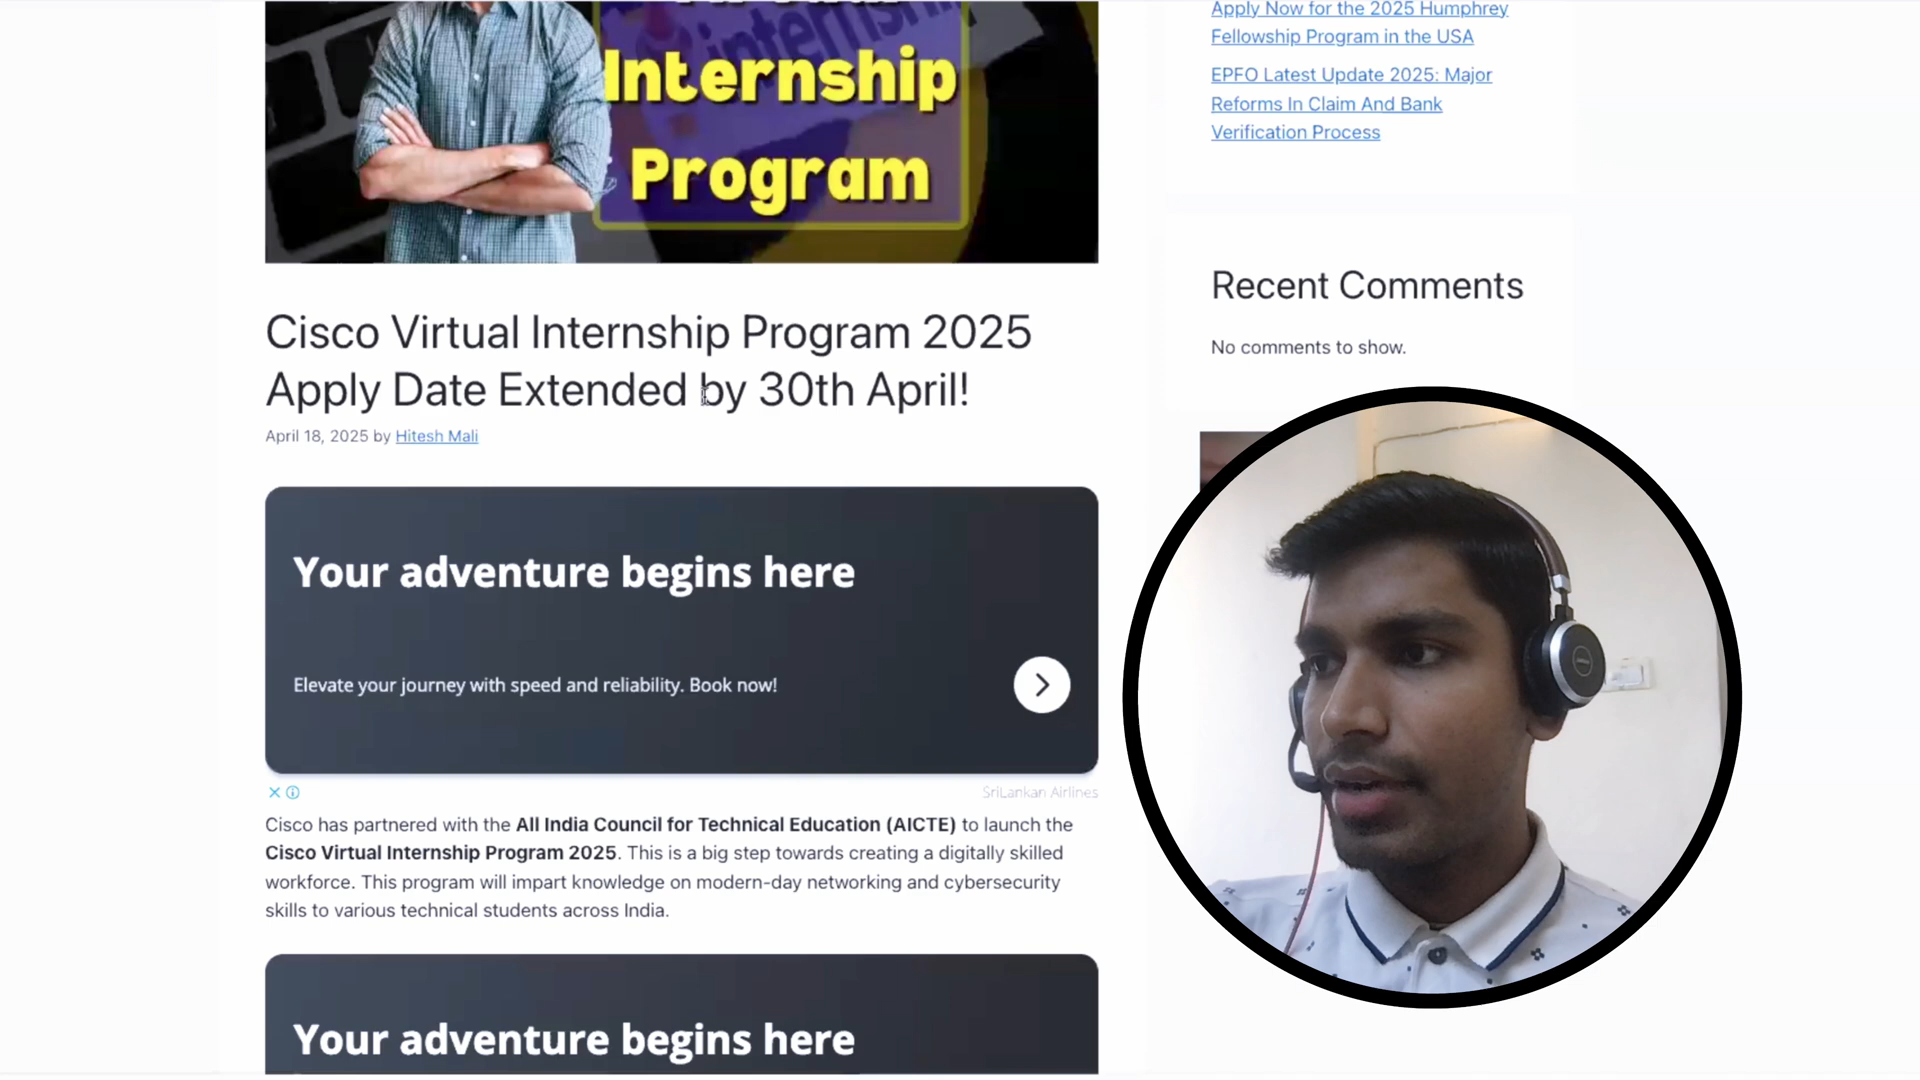 Internship
Program
Cisco Virtual Internship Program 2025
Apply Date Extended by 30th April!
April 18, 2025 by Hitesh Mali
Your adventure begins here
Elevate your journey with speed and reliability. Book now!
SriLankan Airlines
Cisco has partnered with the All India Council for Technical Education (AICTE) to launch the
Cisco Virtual Internship Program 2025. This is a big step towards creating a digitally skilled
workforce. This program will impart knowledge on modern-day networking and cybersecurity
skills to various technical students across India.
Your adventure begins here
Apply Now for the 2025 Humphrey
Fellowship Program in the USA
EPFO Latest Update 2025: Major
Reforms In Claim And Bank
Verification Process
Recent Comments
No comments to show.